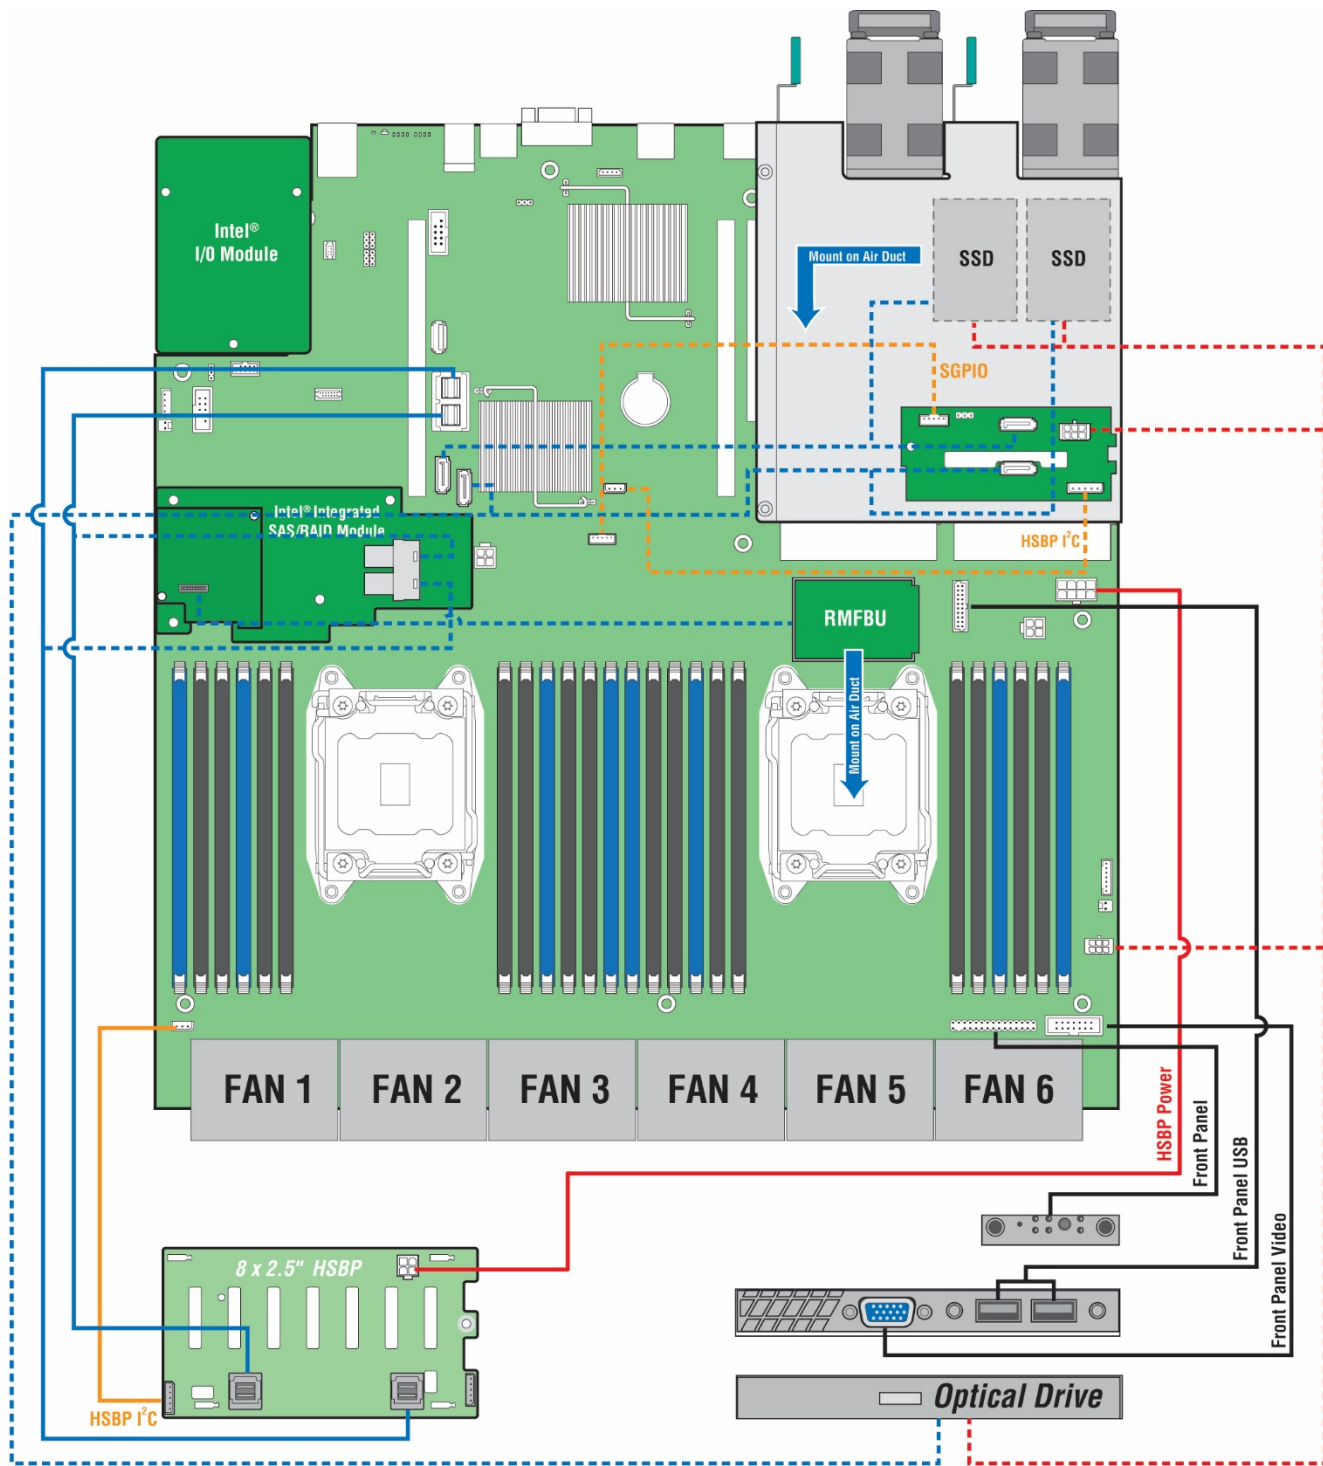 Intel®
I/O Module
Mount on Air Duct
SSD
SSD
SGPIO
Intel® Integrated
SAS/RAID Module
HSBP I²C
RMFBU
Mount on Air Duct
FAN 1
FAN 2
FAN 3
FAN 4
FAN 5
FAN 6
HSBP Power
Front Panel
Front Panel USB
Front Panel Video
8 x 2.5" HSBP
HSBP I²C
Optical Drive